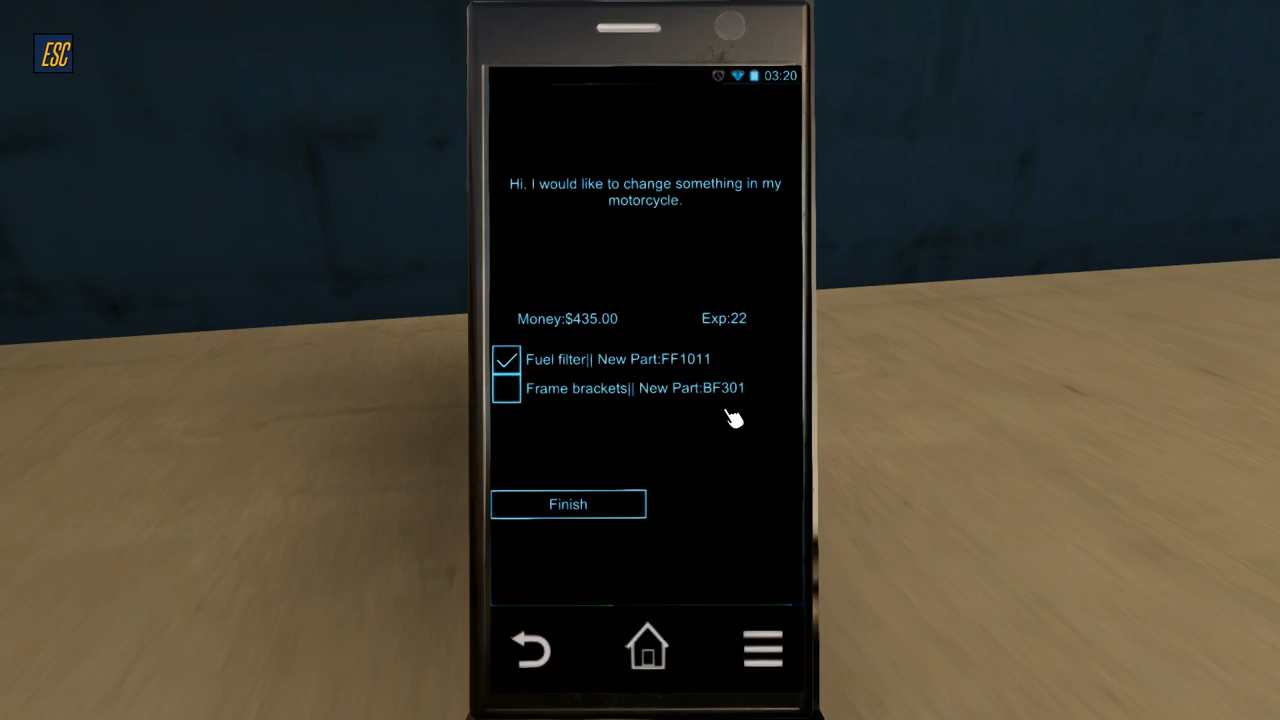 ESC
03:20
Hi. I would like to change something in my
motorcycle.
Money:$435.00 Exp:22
Fuel filter|| New Part:FF1011
Frame brackets|| New Part:BF301
Finish